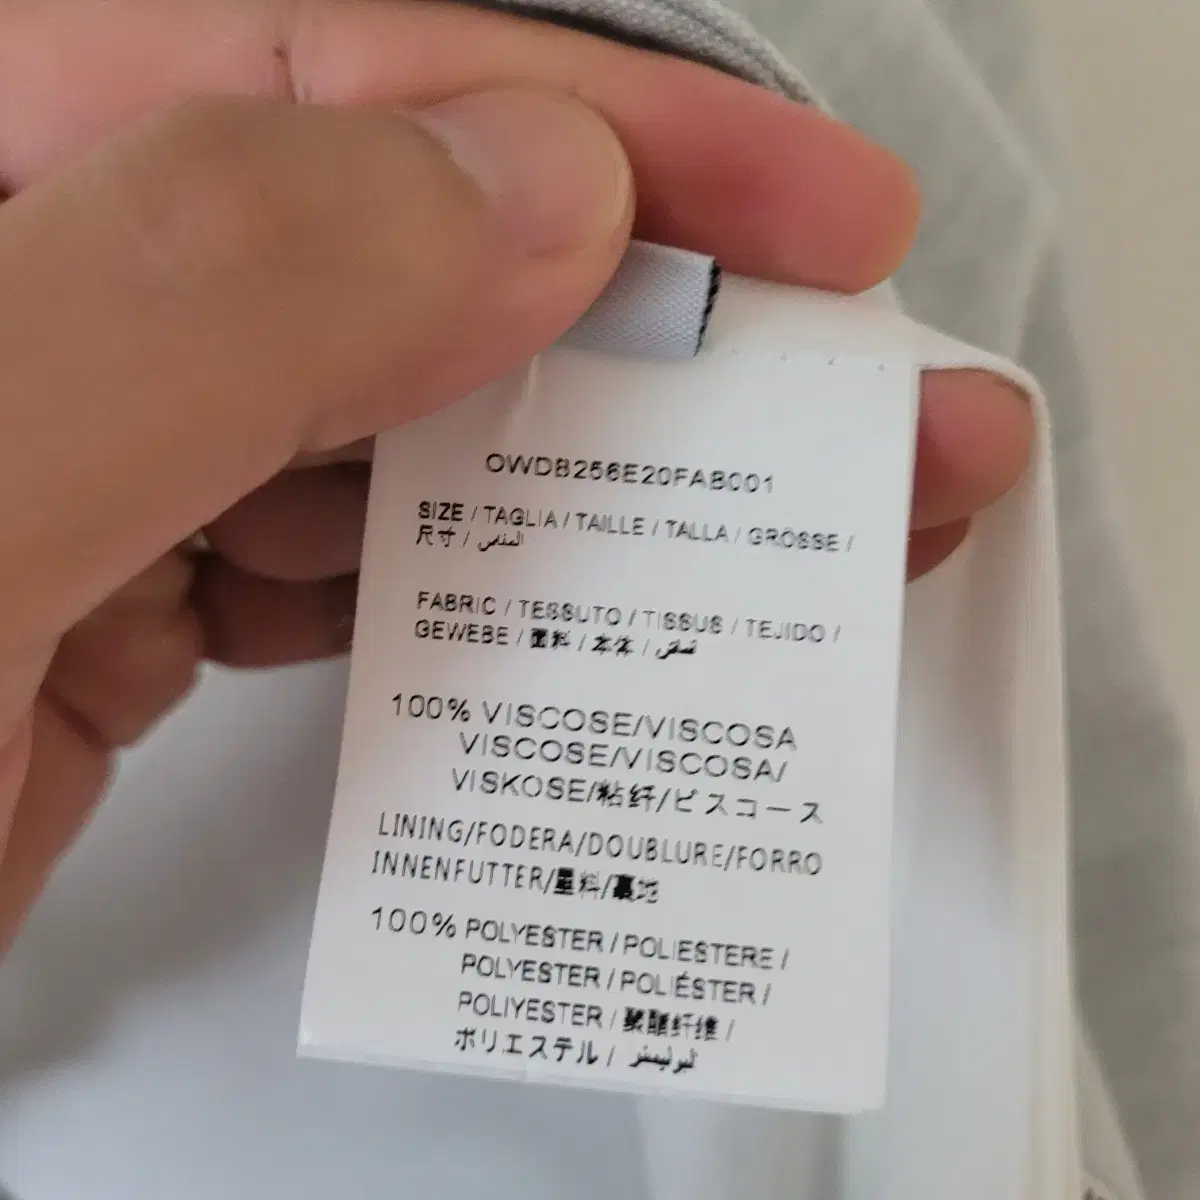 OWDB256E20FAB001
SIZE / TAGLIA / TAILLE / TALLA / GRÖSSE /
尺寸 / المقاس
FABRIC / TESSUTO / TISSUS / TEJIDO /
GEWEBE / 面料 / 本体 / قماش
100% VISCOSE/VISCOSA
VISCOSE/VISCOSA/
VISKOSE/粘纤/ビスコース
LINING/FODERA/DOUBLURE/FORRO
INNENFUTTER/里料/裏地
100% POLYESTER / POLIESTERE /
POLYESTER / POLIÉSTER /
POLIYESTER / 聚酯纤维 /
ポリエステル /